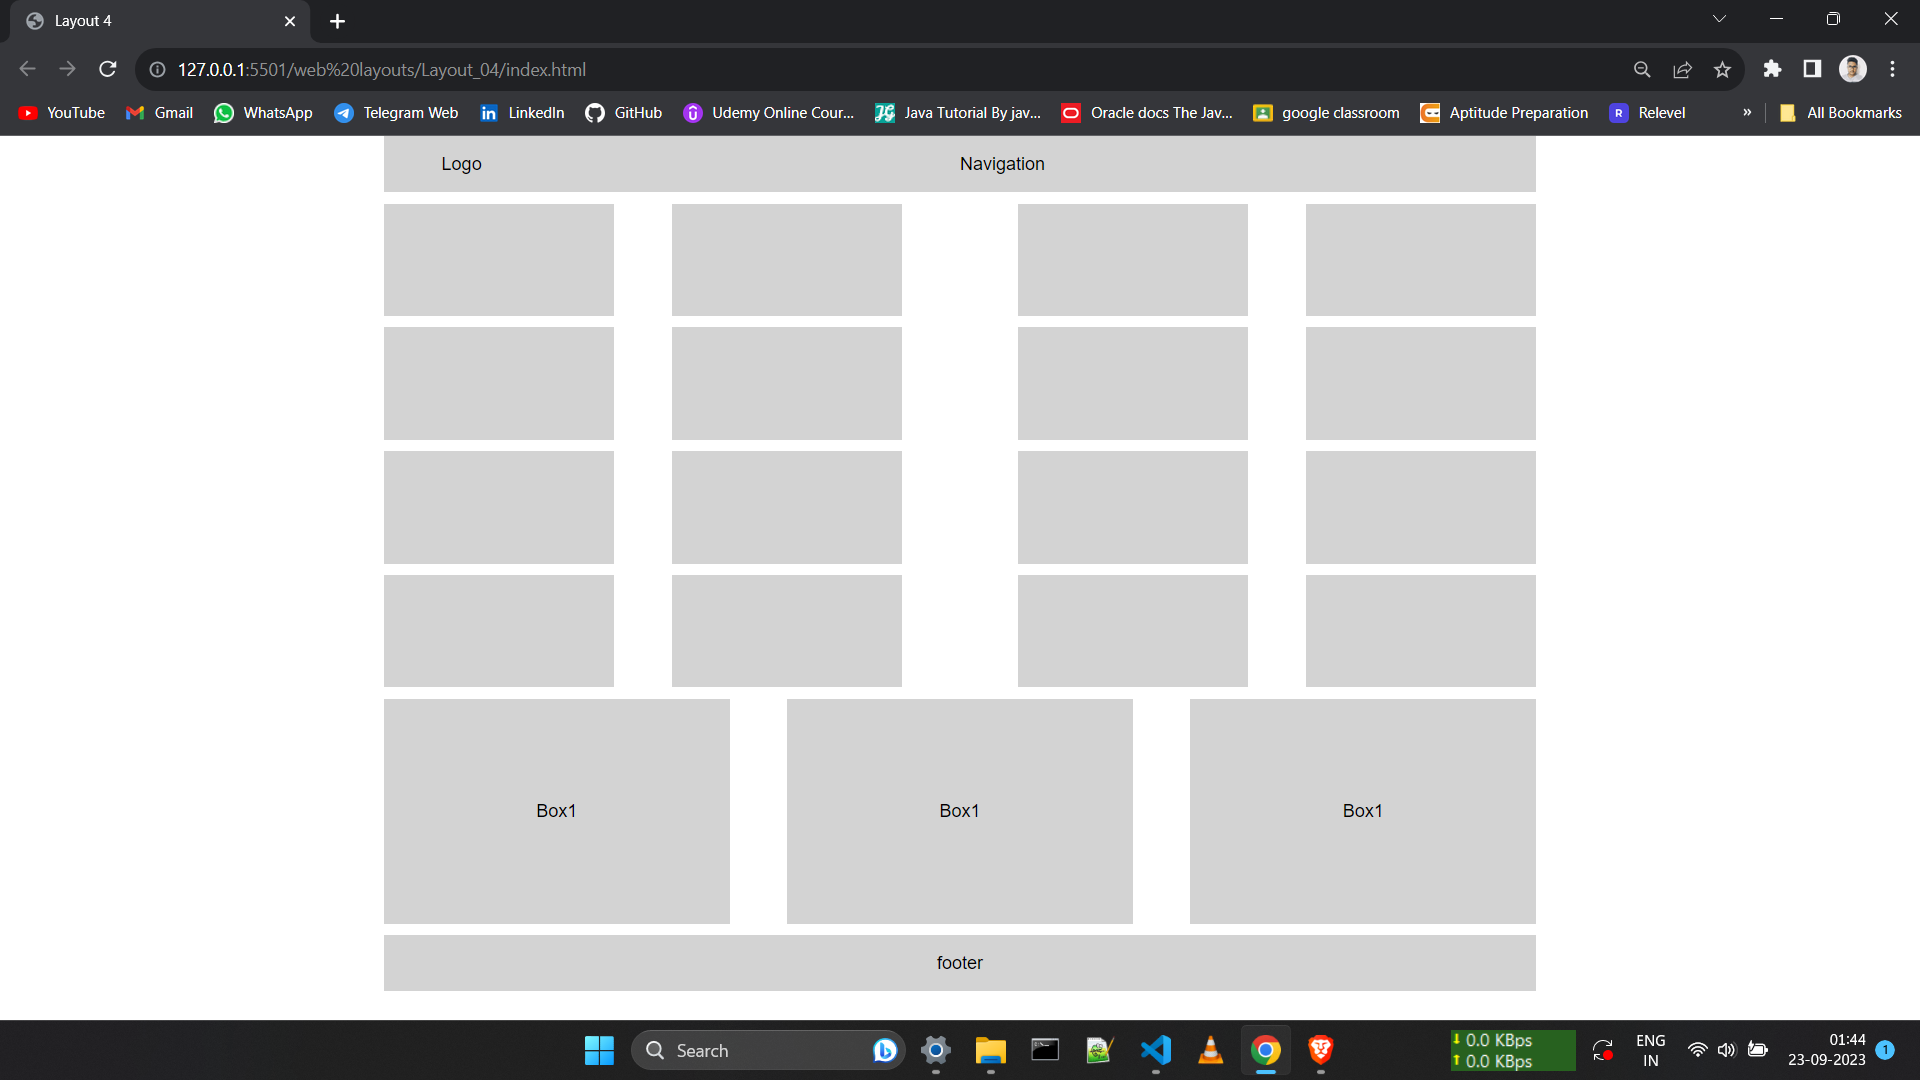 Layout 4
127.0.0.1:5501/web%20layouts/Layout_04/index.html
YouTube Gmail WhatsApp Telegram Web LinkedIn GitHub Udemy Online Cour... Java Tutorial By jav... Oracle docs The Jav... google classroom Aptitude Preparation Relevel » All Bookmarks
Logo Navigation
Box1 Box1 Box1
footer
Search
0.0 KBps
0.0 KBps
ENG
IN
01:44
23-09-2023
1